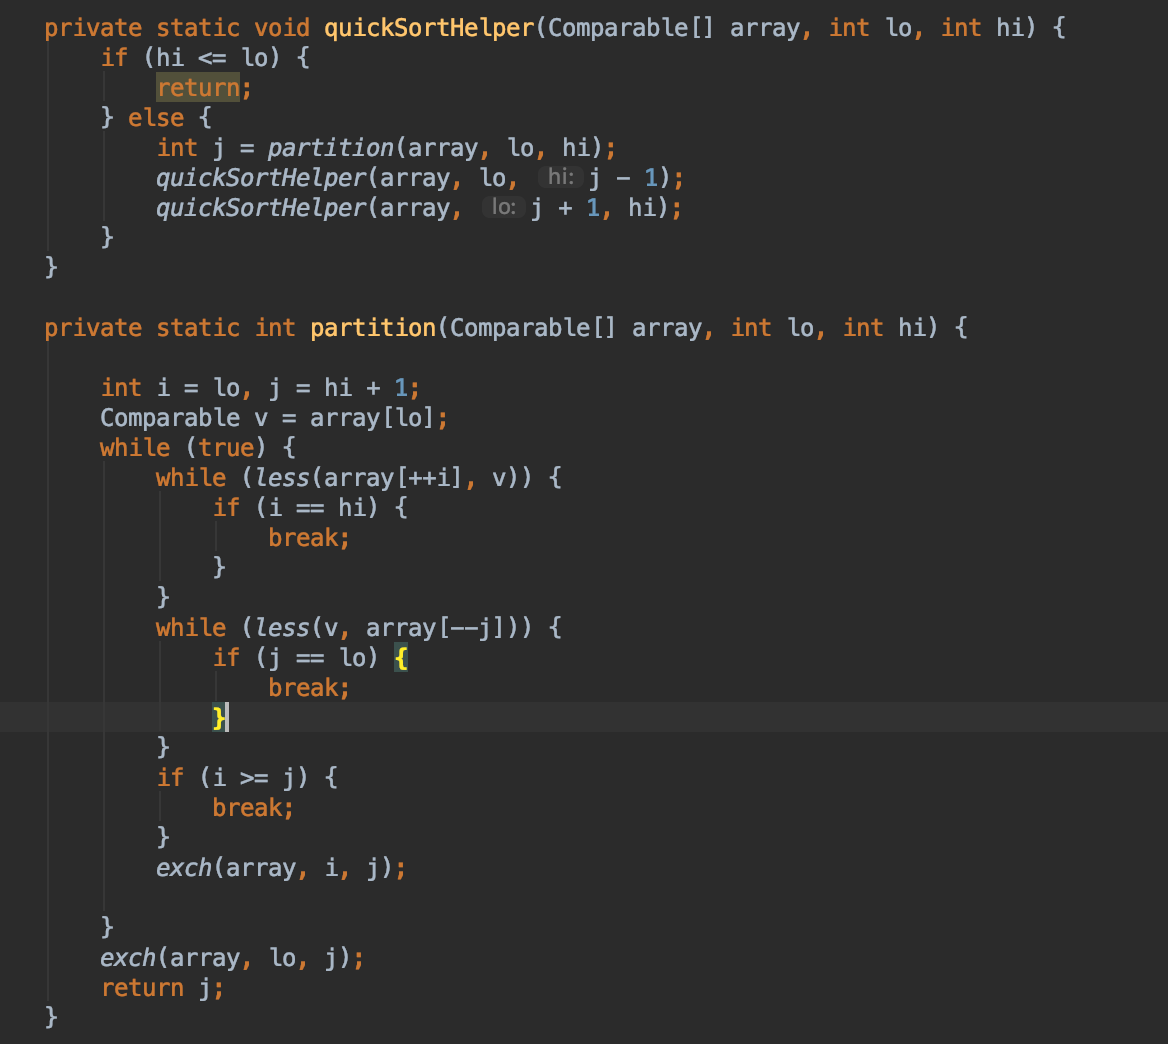 private static void quickSortHelper(Comparable[] array, int lo, int hi) {
    if (hi <= lo) {
        return;
    } else {
        int j = partition(array, lo, hi);
        quickSortHelper(array, lo, hi: j - 1);
        quickSortHelper(array, lo: j + 1, hi);
    }
}

private static int partition(Comparable[] array, int lo, int hi) {

    int i = lo, j = hi + 1;
    Comparable v = array[lo];
    while (true) {
        while (less(array[++i], v)) {
            if (i == hi) {
                break;
            }
        }
        while (less(v, array[--j])) {
            if (j == lo) {
                break;
            }
        }
        if (i >= j) {
            break;
        }
        exch(array, i, j);

    }
    exch(array, lo, j);
    return j;
}